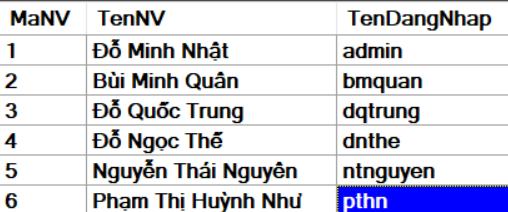 MaNV TenNV TenDangNhap
1 Đỗ Minh Nhật admin
2 Bùi Minh Quân bmquan
3 Đỗ Quốc Trung dqtrung
4 Đỗ Ngọc Thế dnthe
5 Nguyễn Thái Nguyên ntnguyen
6 Phạm Thị Huỳnh Như pthn